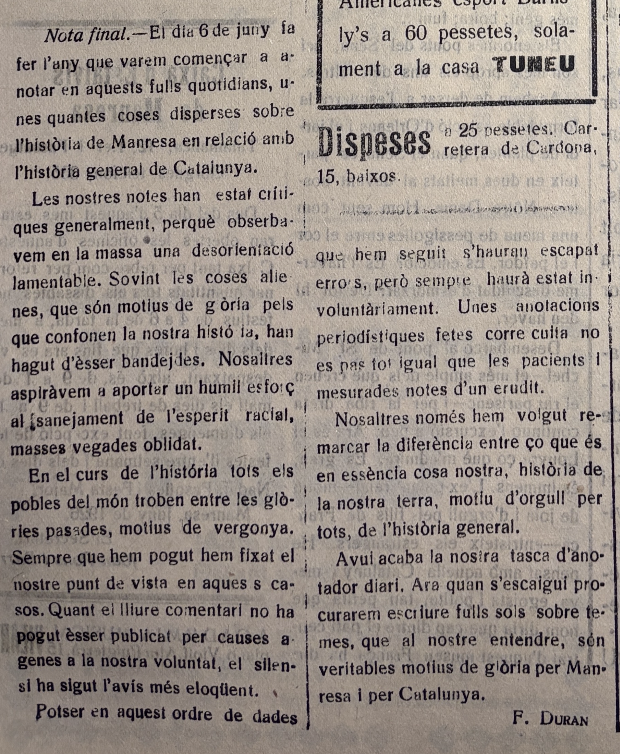 Nota final.—El dia 6 de juny fa
fer l'any que varem començar a a-
notar en aquests fulls quotidians, u-
nes quantes coses disperses sobre
l'història de Manresa en relació amb
l'història general de Catalunya.
Les nostres notes han estat críti-
ques generalment, perquè obserba-
vem en la massa una desorientació
lamentable. Sovint les coses alie-
nes, que són motius de g òria pels
que confonen la nostra histó ia, han
hagut d'èsser bandejades. Nosaltres
aspiràvem a aportar un humil esforç
al sanejament de l'esperit racial,
masses vegades oblidat.
En el curs de l'história tots els
pobles del món troben entre les glò-
ries passades, motius de vergonya.
Sempre que hem pogut hem fixat el
nostre punt de vista en aques s ca-
sos. Quant el lliure comentari no ha
pogut èsser publicat per causes a-
genes a la nostra voluntat, el silen-
si ha sigut l'avis més eloqüent.
Potser en aquest ordre de dades
Americanes esport
ly's a 60 pessetes, sola-
ment a la casa TUNEU
Dispeses a 25 pessetes. Car-
retera de Cardona,
15, baixos.
que hem seguit s'hauran escapat
errors, però sempre haurà estat in-
voluntàriament. Unes anotacions
periodístiques fetes corre cuita no
es pas tot igual que les pacients i
mesurades notes d'un erudit.
Nosaltres només hem volgut re-
marcar la diferència entre ço que és
en essència cosa nostra, història de
la nostra terra, motiu d'orgull per
tots, de l'història general.
Avui acaba la nostra tasca d'ano-
tador diari. Ara quan s'escaigui pro-
curarem escriure fulls sols sobre te-
mes, que al nostre entendre, són
veritables motius de glòria per Man-
resa i per Catalunya.
F. DURAN